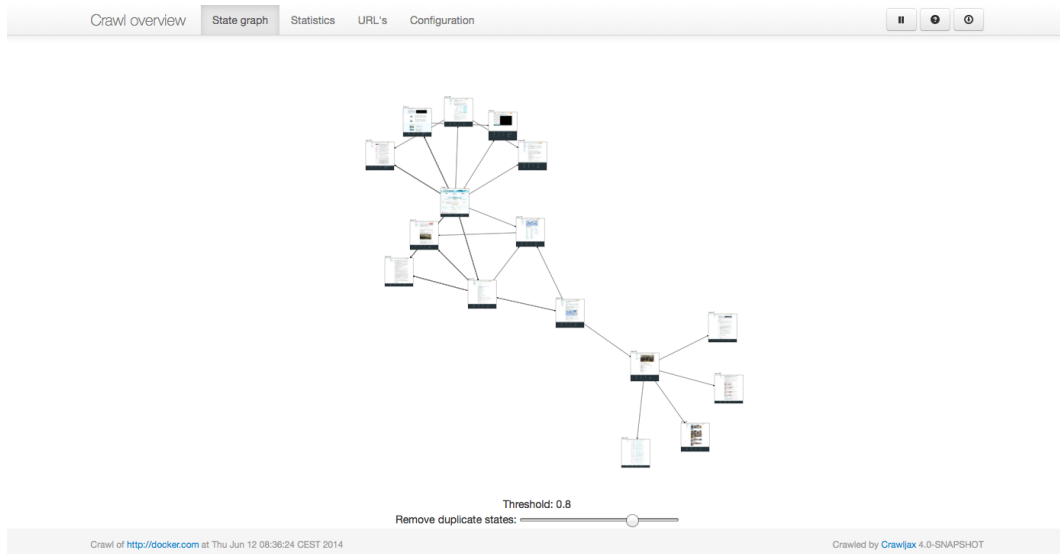 Crawl overview State graph Statistics URL's Configuration
Threshold: 0.8
Remove duplicate states:
Crawl of http://docker.com at Thu Jun 12 08:36:24 CEST 2014 Crawled by Crawljax 4.0-SNAPSHOT